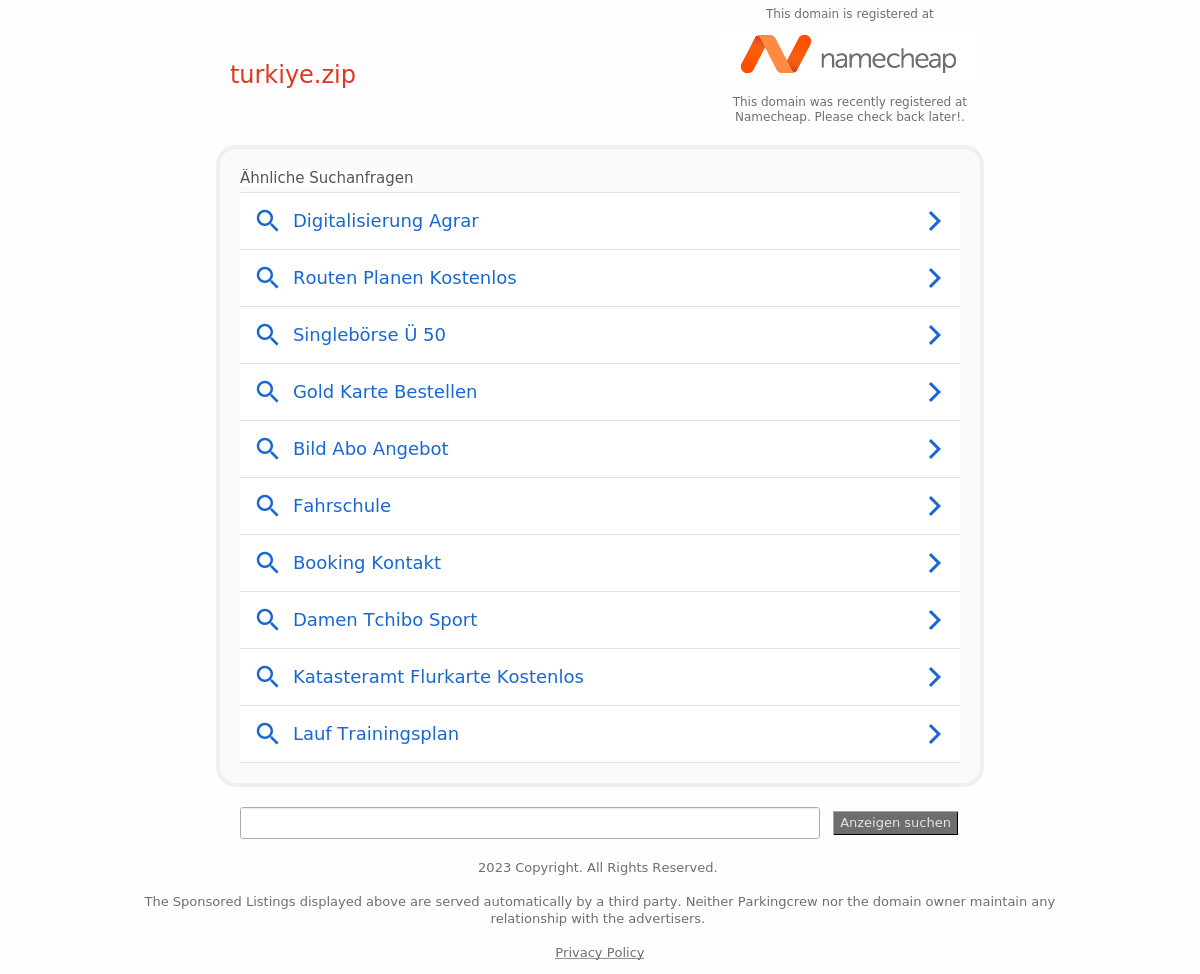 This domain is registered at
namecheap
turkiye.zip
This domain was recently registered at
Namecheap. Please check back later!.
Ähnliche Suchanfragen
Digitalisierung Agrar
Routen Planen Kostenlos
Singlebörse Ü 50
Gold Karte Bestellen
Bild Abo Angebot
Fahrschule
Booking Kontakt
Damen Tchibo Sport
Katasteramt Flurkarte Kostenlos
Lauf Trainingsplan
Anzeigen suchen
2023 Copyright. All Rights Reserved.
The Sponsored Listings displayed above are served automatically by a third party. Neither Parkingcrew nor the domain owner maintain any
relationship with the advertisers.
Privacy Policy